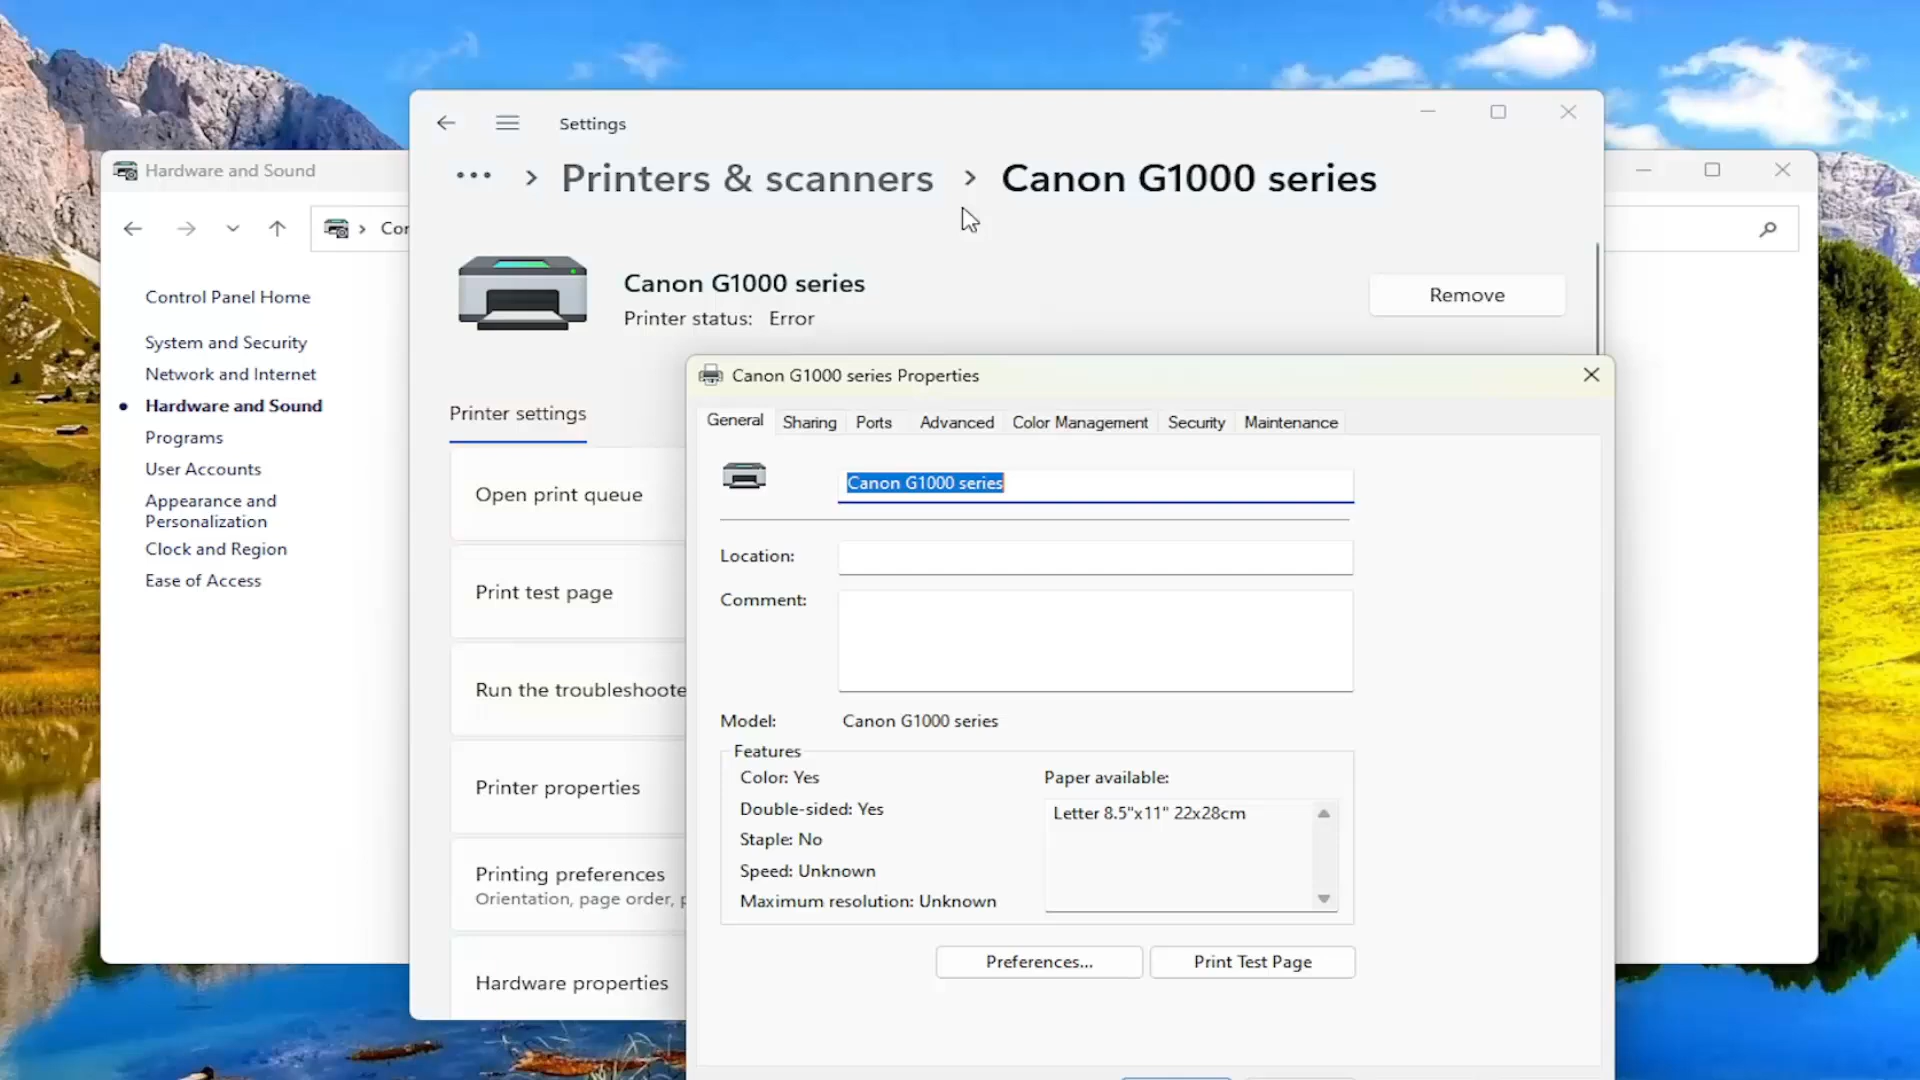 Settings
Printers & scanners
Canon G1000 series
Hardware and Sound
Cor
Control Panel Home
System and Security
Network and Internet
Hardware and Sound
Programs
User Accounts
Appearance and
Personalization
Clock and Region
Ease of Access
Canon G1000 series
Printer status: Error
Remove
Printer settings
Open print queue
Print test page
Run the troubleshoote
Printer properties
Printing preferences
Orientation, page order, p
Hardware properties
Canon G1000 series Properties
General Sharing Ports Advanced Color Management Security Maintenance
Canon G1000 series
Location:
Comment:
Model: Canon G1000 series
Features
Color: Yes
Double-sided: Yes
Staple: No
Speed: Unknown
Maximum resolution: Unknown
Paper available:
Letter 8.5"x11" 22x28cm
Preferences...
Print Test Page